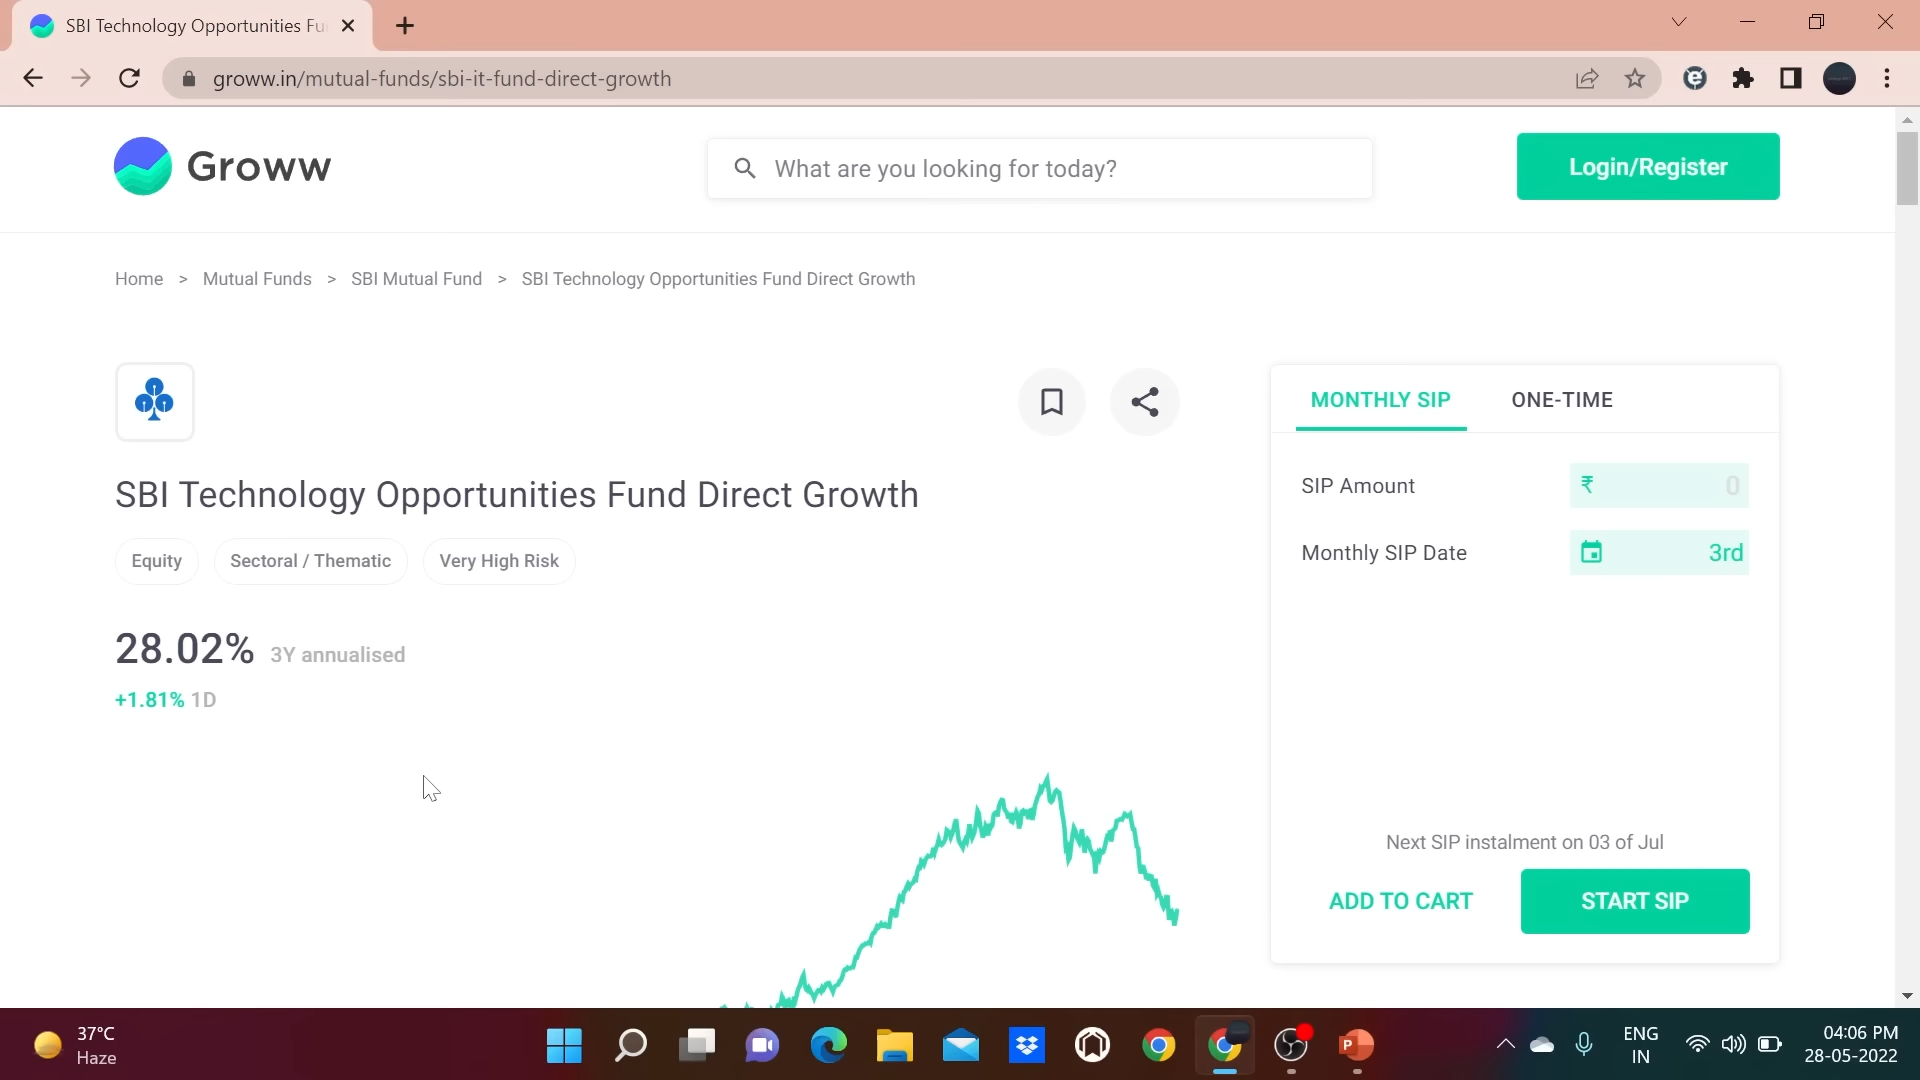 SBI Technology Opportunities Fu
groww.in/mutual-funds/sbi-it-fund-direct-growth
Groww
What are you looking for today?
Login/Register
Home > Mutual Funds > SBI Mutual Fund > SBI Technology Opportunities Fund Direct Growth
SBI Technology Opportunities Fund Direct Growth
Equity
Sectoral / Thematic
Very High Risk
28.02% 3Y annualised
+1.81% 1D
MONTHLY SIP
ONE-TIME
SIP Amount
₹ 0
Monthly SIP Date
3rd
Next SIP instalment on 03 of Jul
ADD TO CART
START SIP
37°C
Haze
P
ENG
IN
04:06 PM
28-05-2022